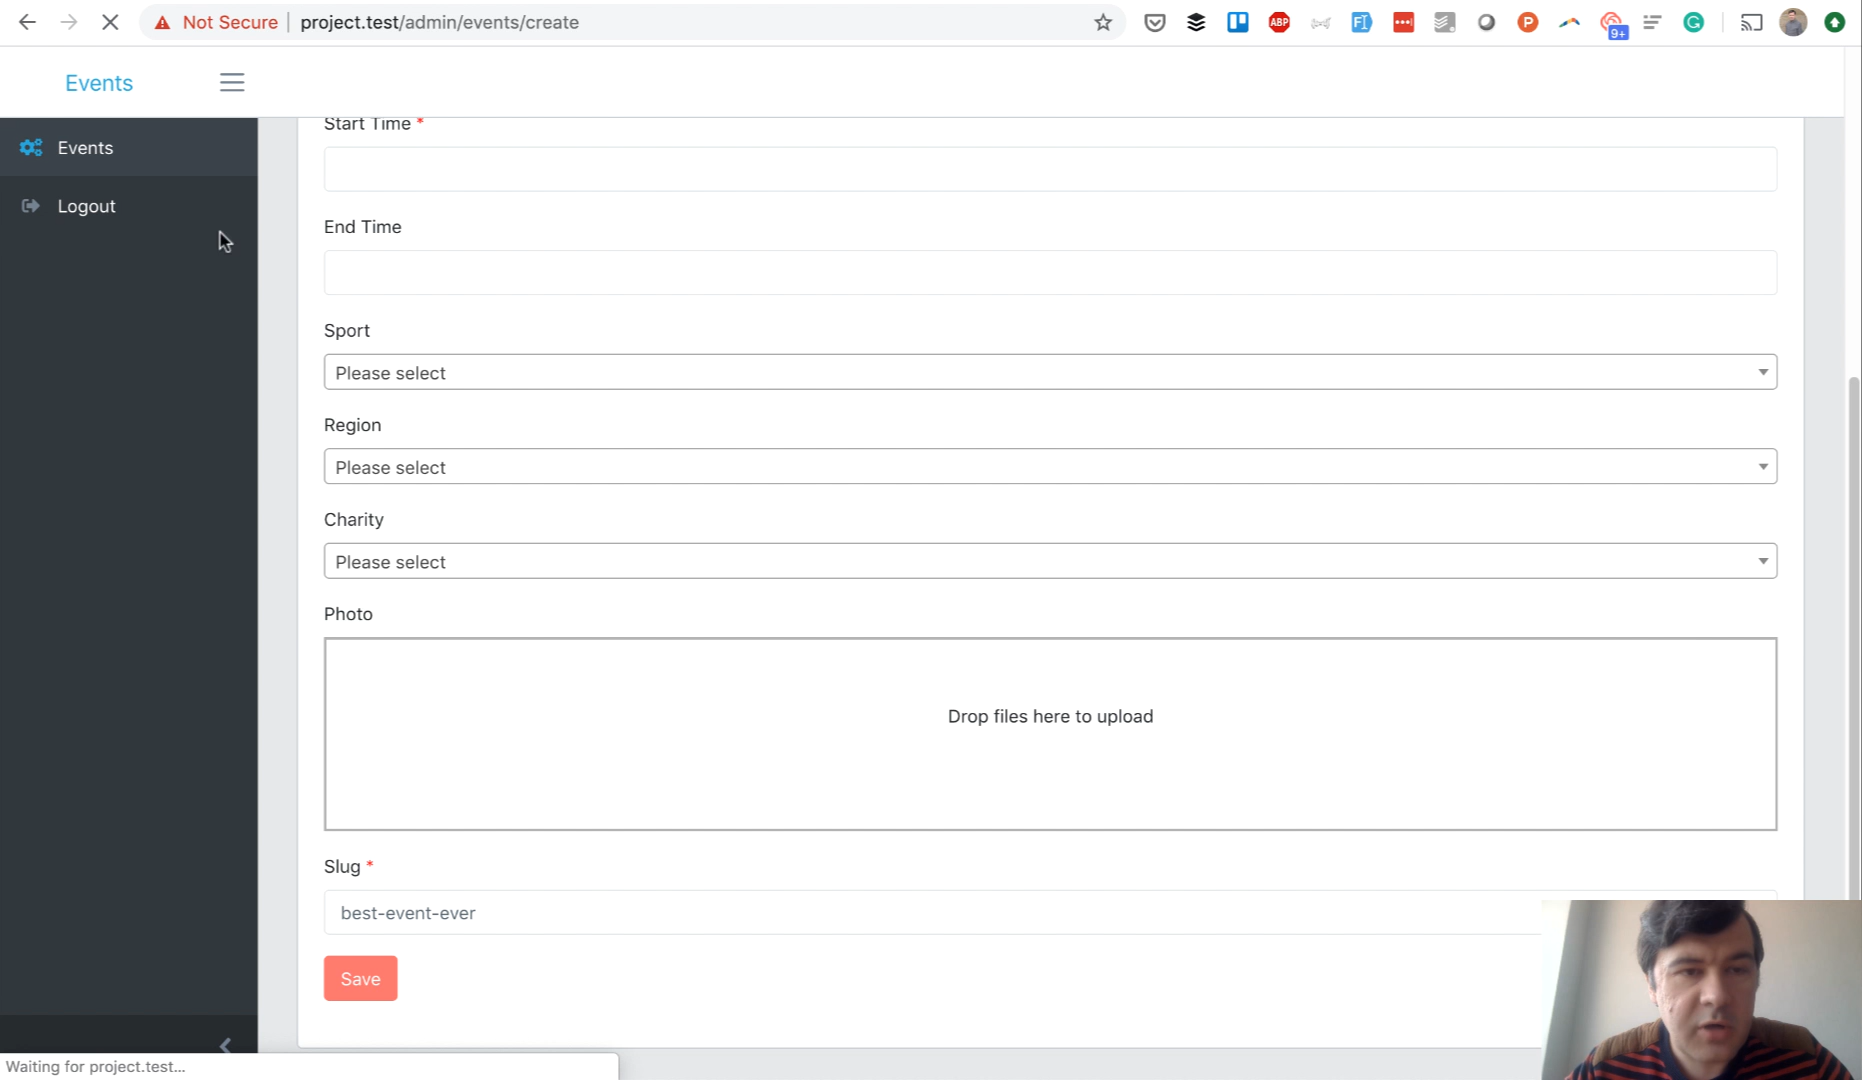 Not Secure | project.test/admin/events/create
ABP
9+
Events
Events
Logout
Start Time *
End Time
Sport
Please select
Region
Please select
Charity
Please select
Photo
Drop files here to upload
Slug *
best-event-ever
Save
Waiting for project.test...